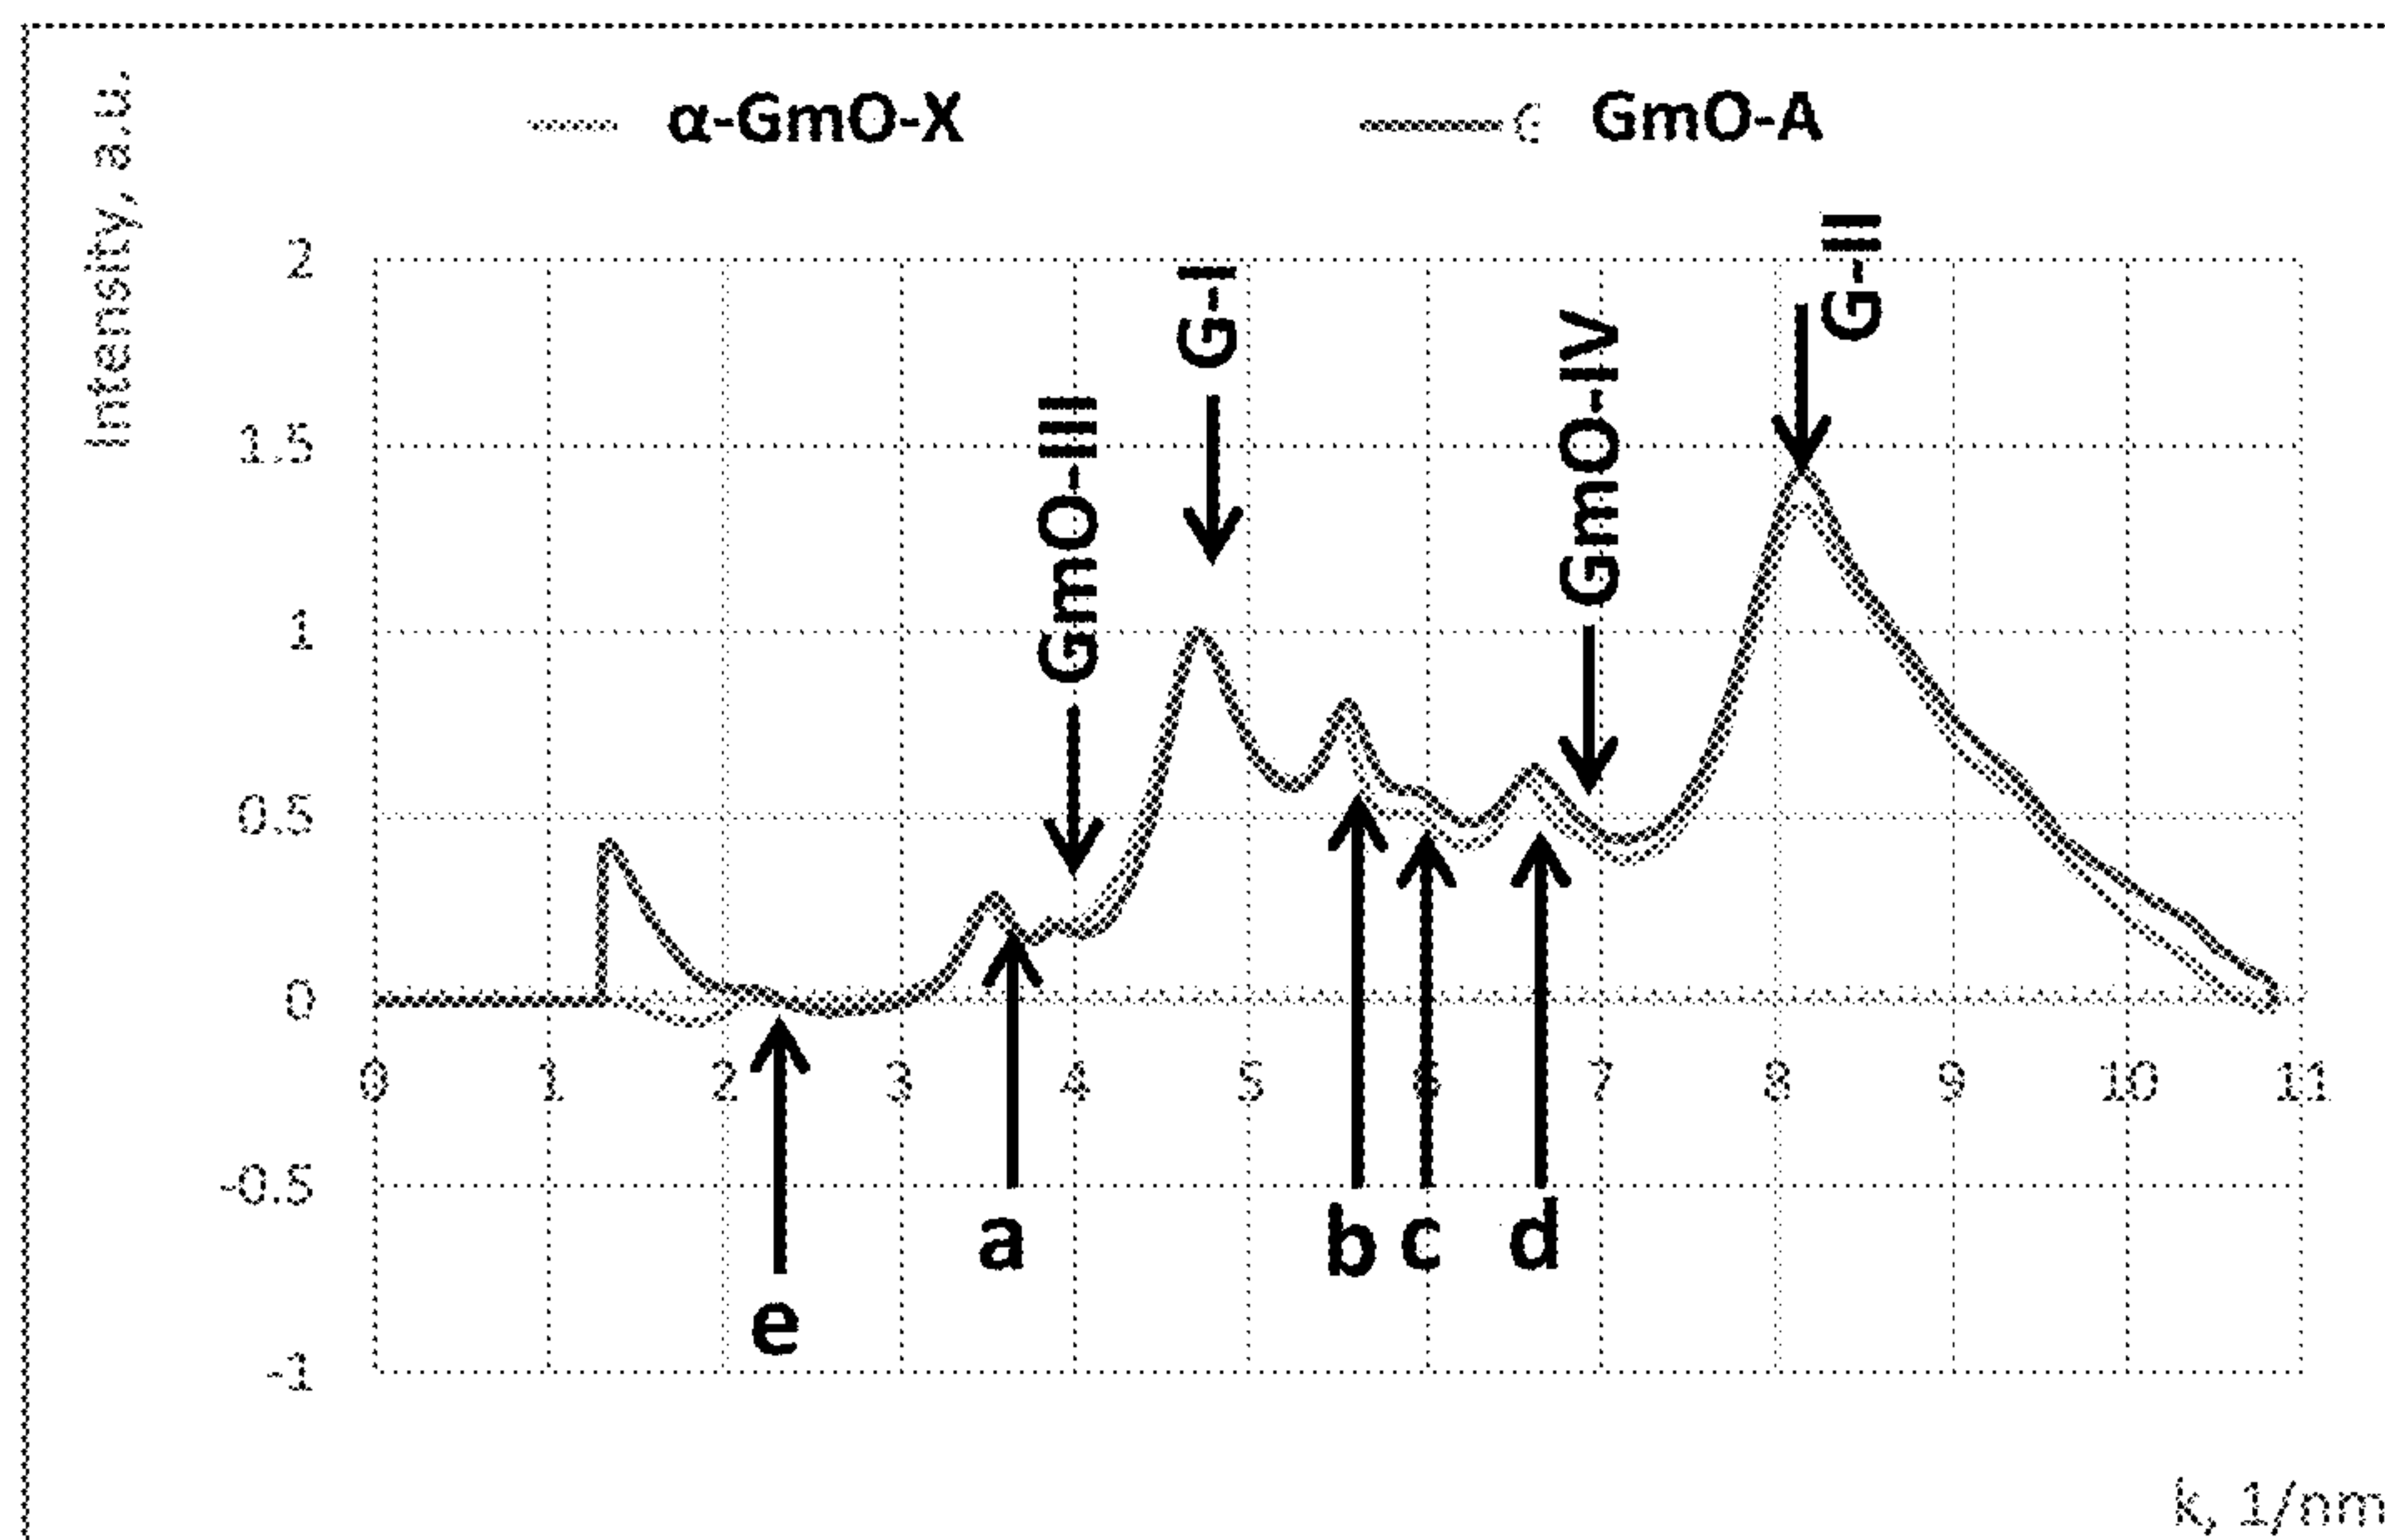 Intensity, a.u.
α-GmO-X
GmO-A
2
1.5
1
0.5
0
-0.5
-1
GmO-III
G-I
GmO-IV
G-II
0 1 2 3 4 5 6 7 8 9 10 11
e
a
b
c
d
k, 1/nm